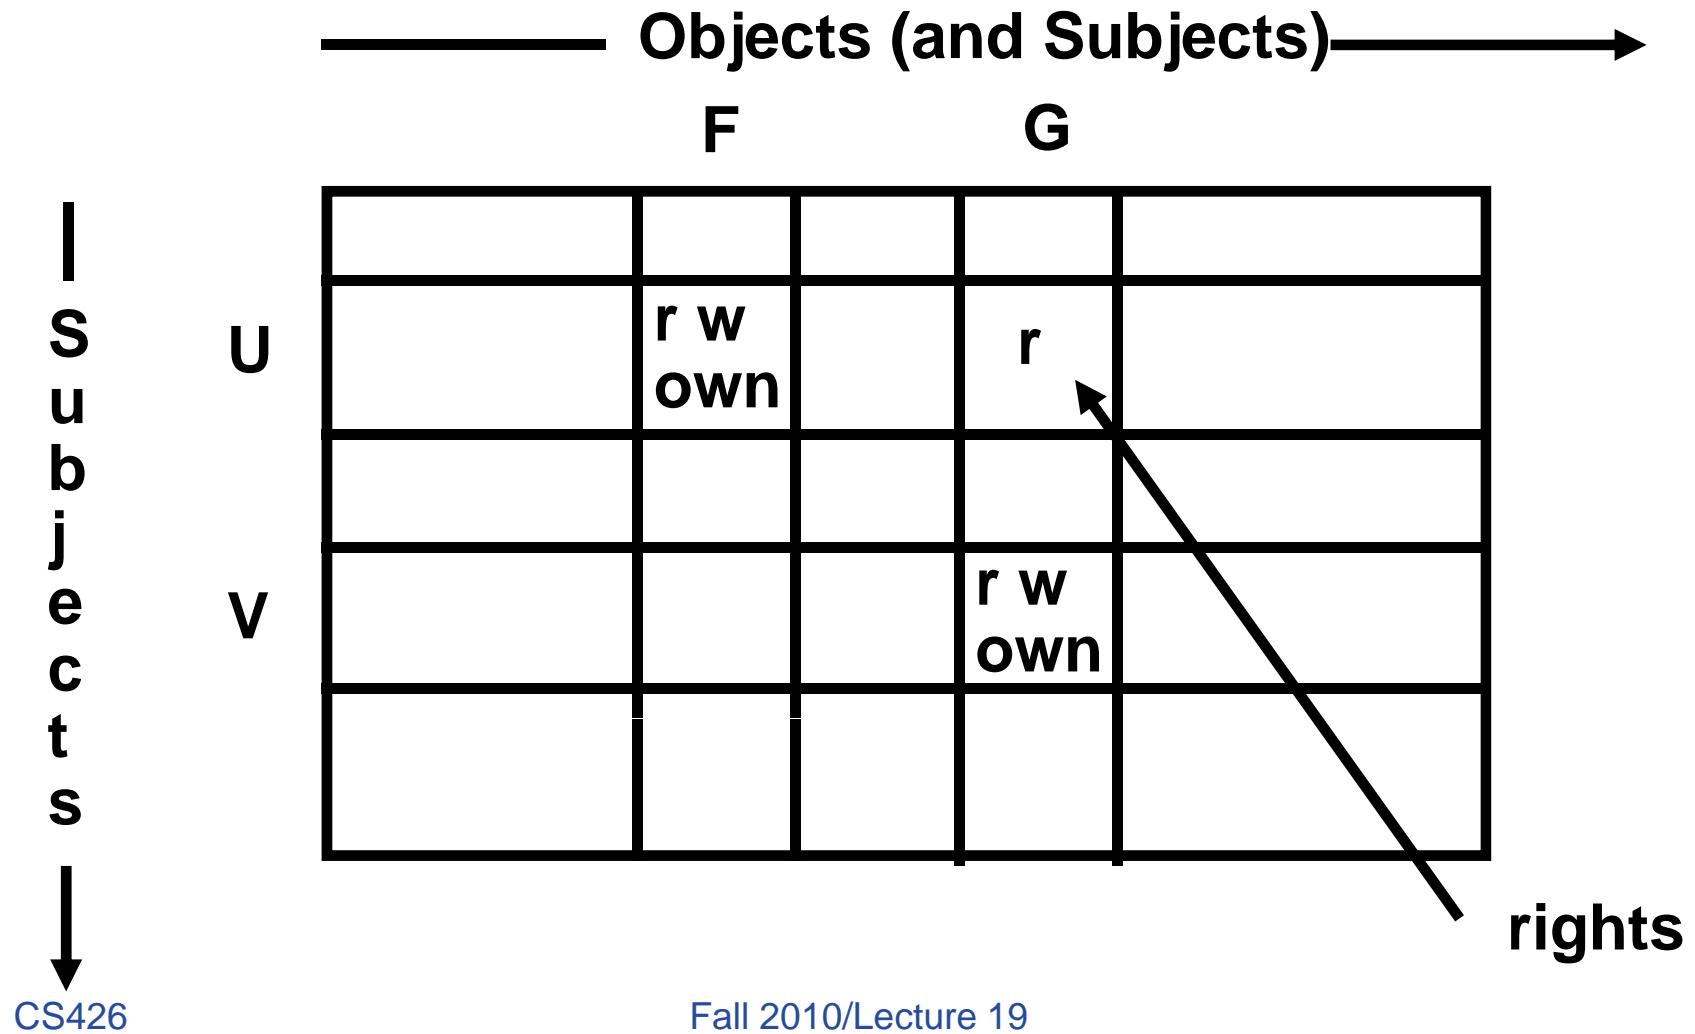 Objects (and Subjects)
F G
Subjects
U
r w
own
r
V
r w
own
rights
CS426
Fall 2010/Lecture 19